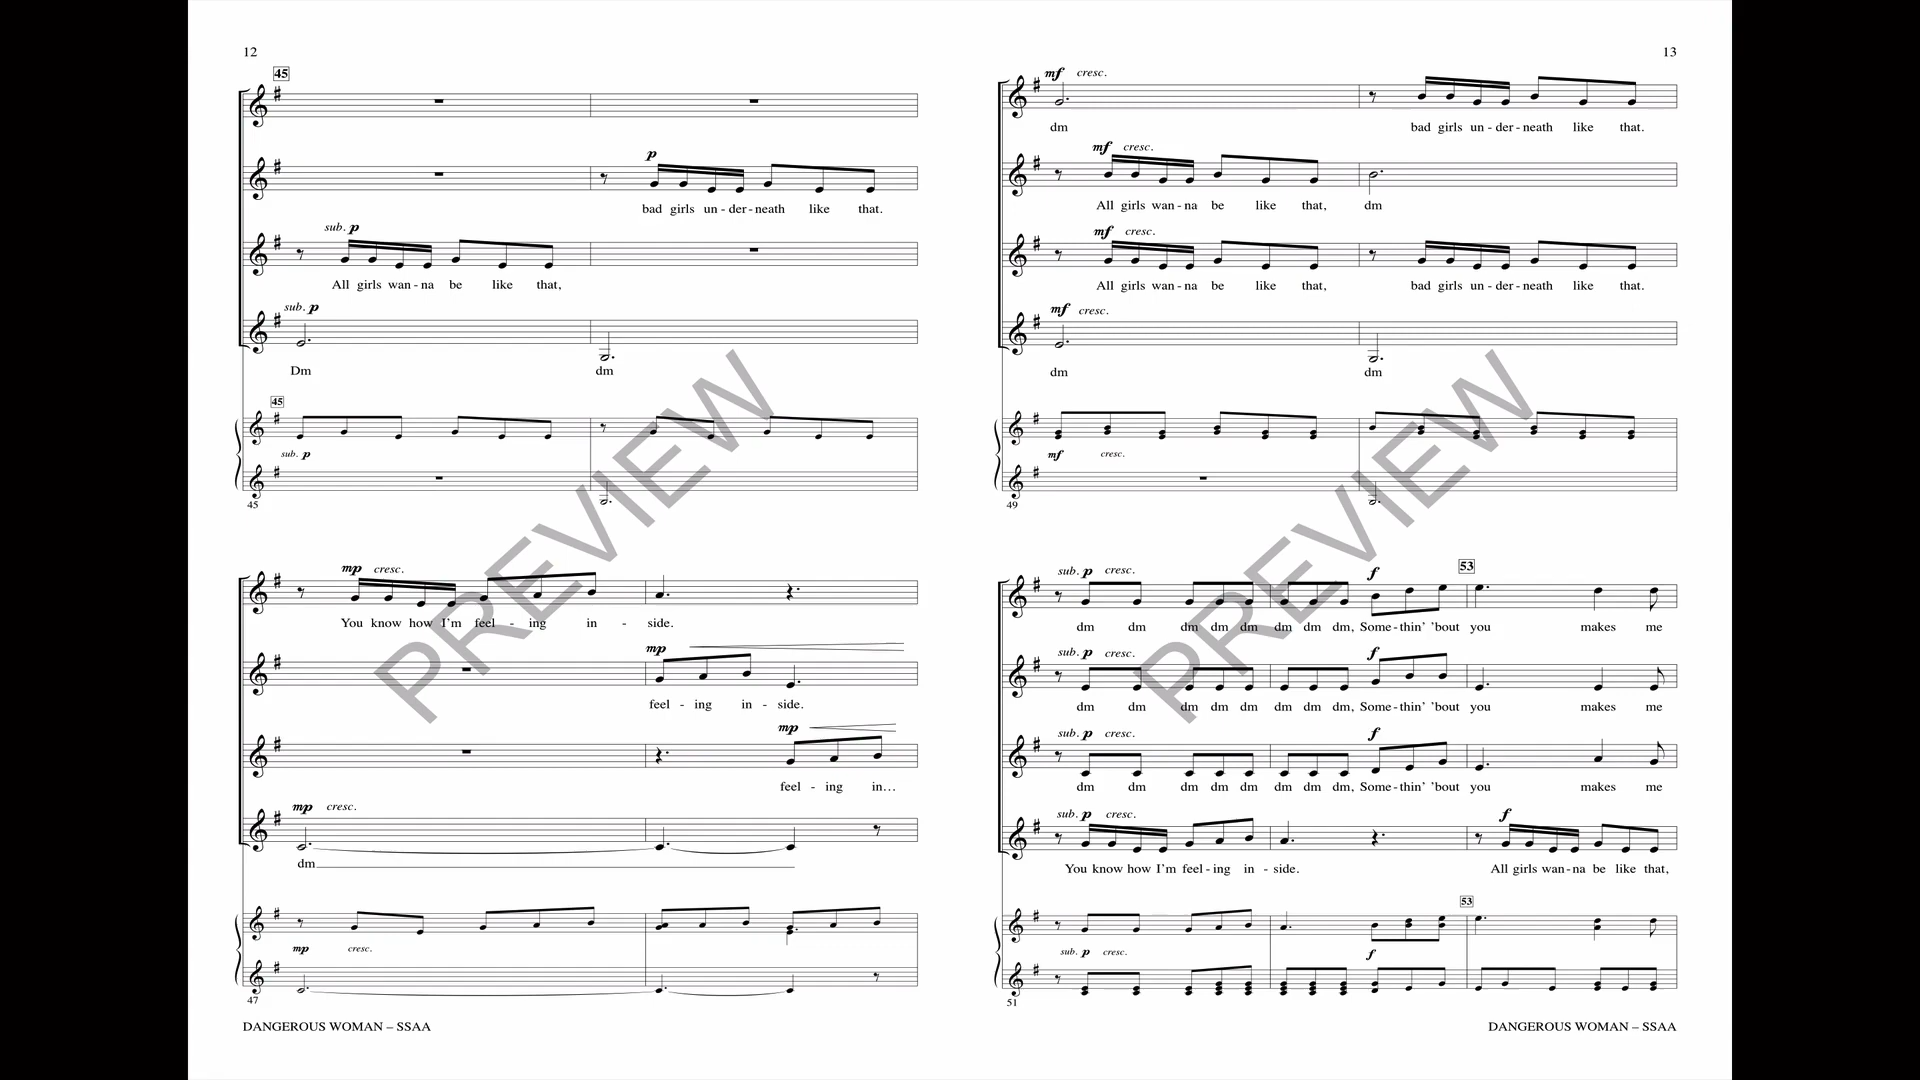 12
45
p
bad girls un - der - neath like that.
sub. p
All girls wan - na be like that,
sub. p
Dm dm
45
sub. p
45
mp cresc.
You know how I'm feel - ing in - side.
mp
feel - ing in - side.
mp
feel - ing in...
mp cresc.
dm
mp cresc.
47
DANGEROUS WOMAN – SSAA
PREVIEW
13
mf cresc.
dm bad girls un - der - neath like that.
mf cresc.
All girls wan - na be like that, dm
mf cresc.
All girls wan - na be like that, bad girls un - der - neath like that.
mf cresc.
dm dm
mf cresc.
49
53
sub. p cresc. f
dm dm dm dm dm dm dm dm, Some - thin' 'bout you makes me
sub. p cresc. f
dm dm dm dm dm dm dm dm, Some - thin' 'bout you makes me
sub. p cresc. f
dm dm dm dm dm dm dm dm, Some - thin' 'bout you makes me
sub. p cresc. f
You know how I'm feel - ing in - side. All girls wan - na be like that,
53
sub. p cresc. f
51
DANGEROUS WOMAN – SSAA
PREVIEW